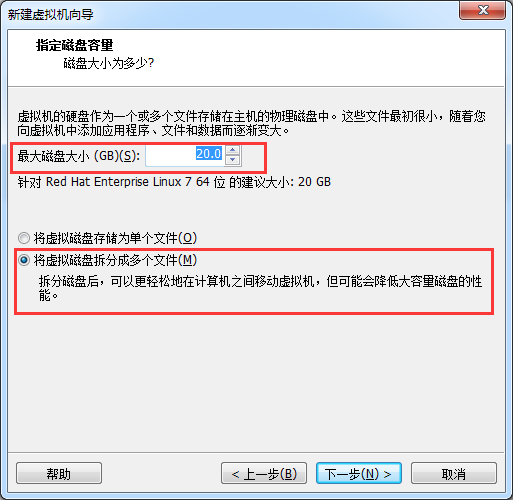 新建虚拟机向导
指定磁盘容量
磁盘大小为多少?
虚拟机的硬盘作为一个或多个文件存储在主机的物理磁盘中。这些文件最初很小，随着您
向虚拟机中添加应用程序、文件和数据而逐渐变大。
最大磁盘大小 (GB)(S): 20.0
针对 Red Hat Enterprise Linux 7 64 位 的建议大小: 20 GB
将虚拟磁盘存储为单个文件(O)
将虚拟磁盘拆分成多个文件(M)
拆分磁盘后，可以更轻松地在计算机之间移动虚拟机，但可能会降低大容量磁盘的性
能。
帮助 < 上一步(B) 下一步(N) > 取消